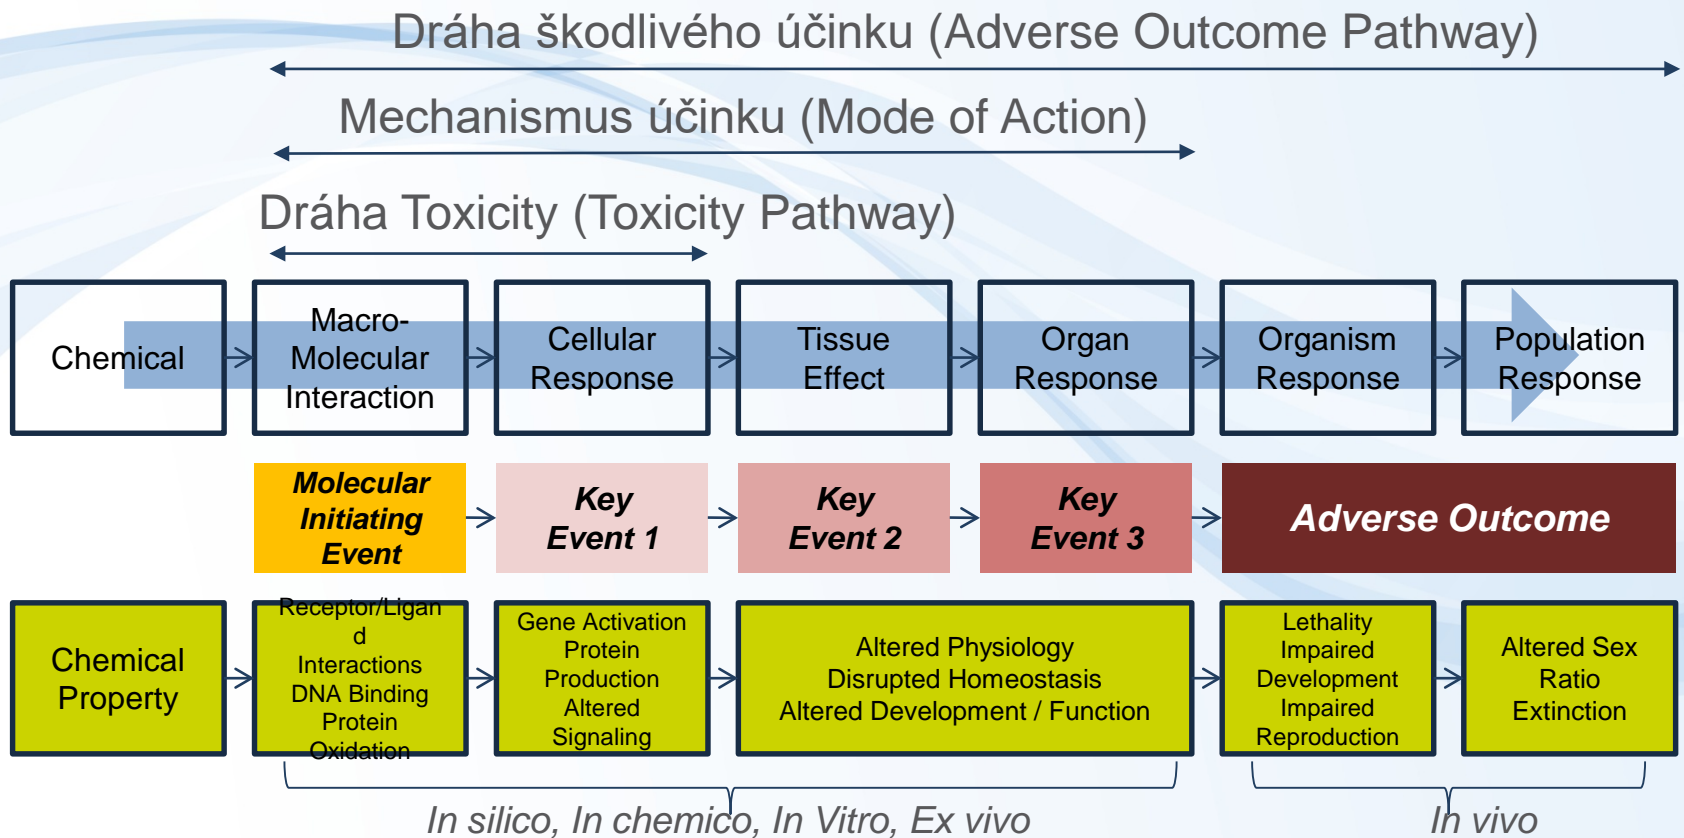 Dráha škodlivého účinku (Adverse Outcome Pathway)
Mechanismus účinku (Mode of Action)
Dráha Toxicity (Toxicity Pathway)
Chemical
Macro-
Molecular
Interaction
Cellular
Response
Tissue
Effect
Organ
Response
Organism
Response
Population
Response
Molecular
Initiating
Event
Key
Event 1
Key
Event 2
Key
Event 3
Adverse Outcome
Chemical
Property
Receptor/Ligan
d
Interactions
DNA Binding
Protein
Oxidation
Gene Activation
Protein
Production
Altered
Signaling
Altered Physiology
Disrupted Homeostasis
Altered Development / Function
Lethality
Impaired
Development
Impaired
Reproduction
Altered Sex
Ratio
Extinction
In silico, In chemico, In Vitro, Ex vivo
In vivo